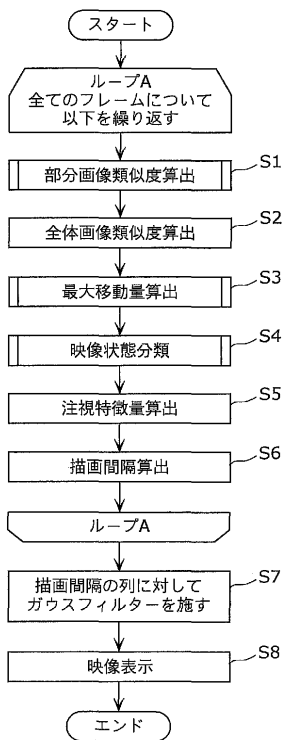 スタート
ループA
全てのフレームについて
以下を繰り返す
部分画像類似度算出
S1
全体画像類似度算出
S2
最大移動量算出
S3
映像状態分類
S4
注視特徴量算出
S5
描画間隔算出
S6
ループA
描画間隔の列に対して
ガウスフィルターを施す
S7
映像表示
S8
エンド